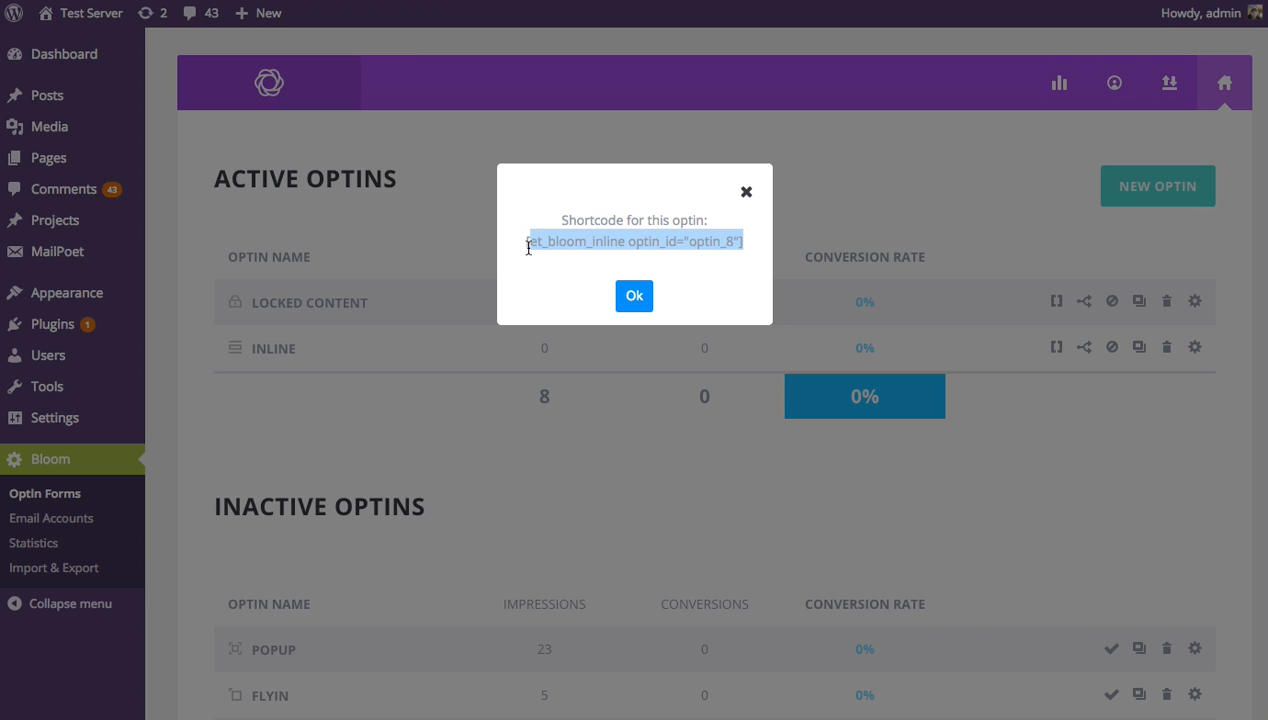 Test Server
2
43
New
Howdy, admin
Dashboard
Posts
Media
Pages
Comments 43
Projects
MailPoet
Appearance
Plugins 1
Users
Tools
Settings
Bloom
Optin Forms
Email Accounts
Statistics
Import & Export
Collapse menu
ACTIVE OPTINS
NEW OPTIN
Shortcode for this optin:
[et_bloom_inline optin_id="optin_8"]
Ok
OPTIN NAME CONVERSION RATE
LOCKED CONTENT 0%
INLINE 0 0 0%
8 0 0%
INACTIVE OPTINS
OPTIN NAME IMPRESSIONS CONVERSIONS CONVERSION RATE
POPUP 23 0 0%
FLYIN 5 0 0%